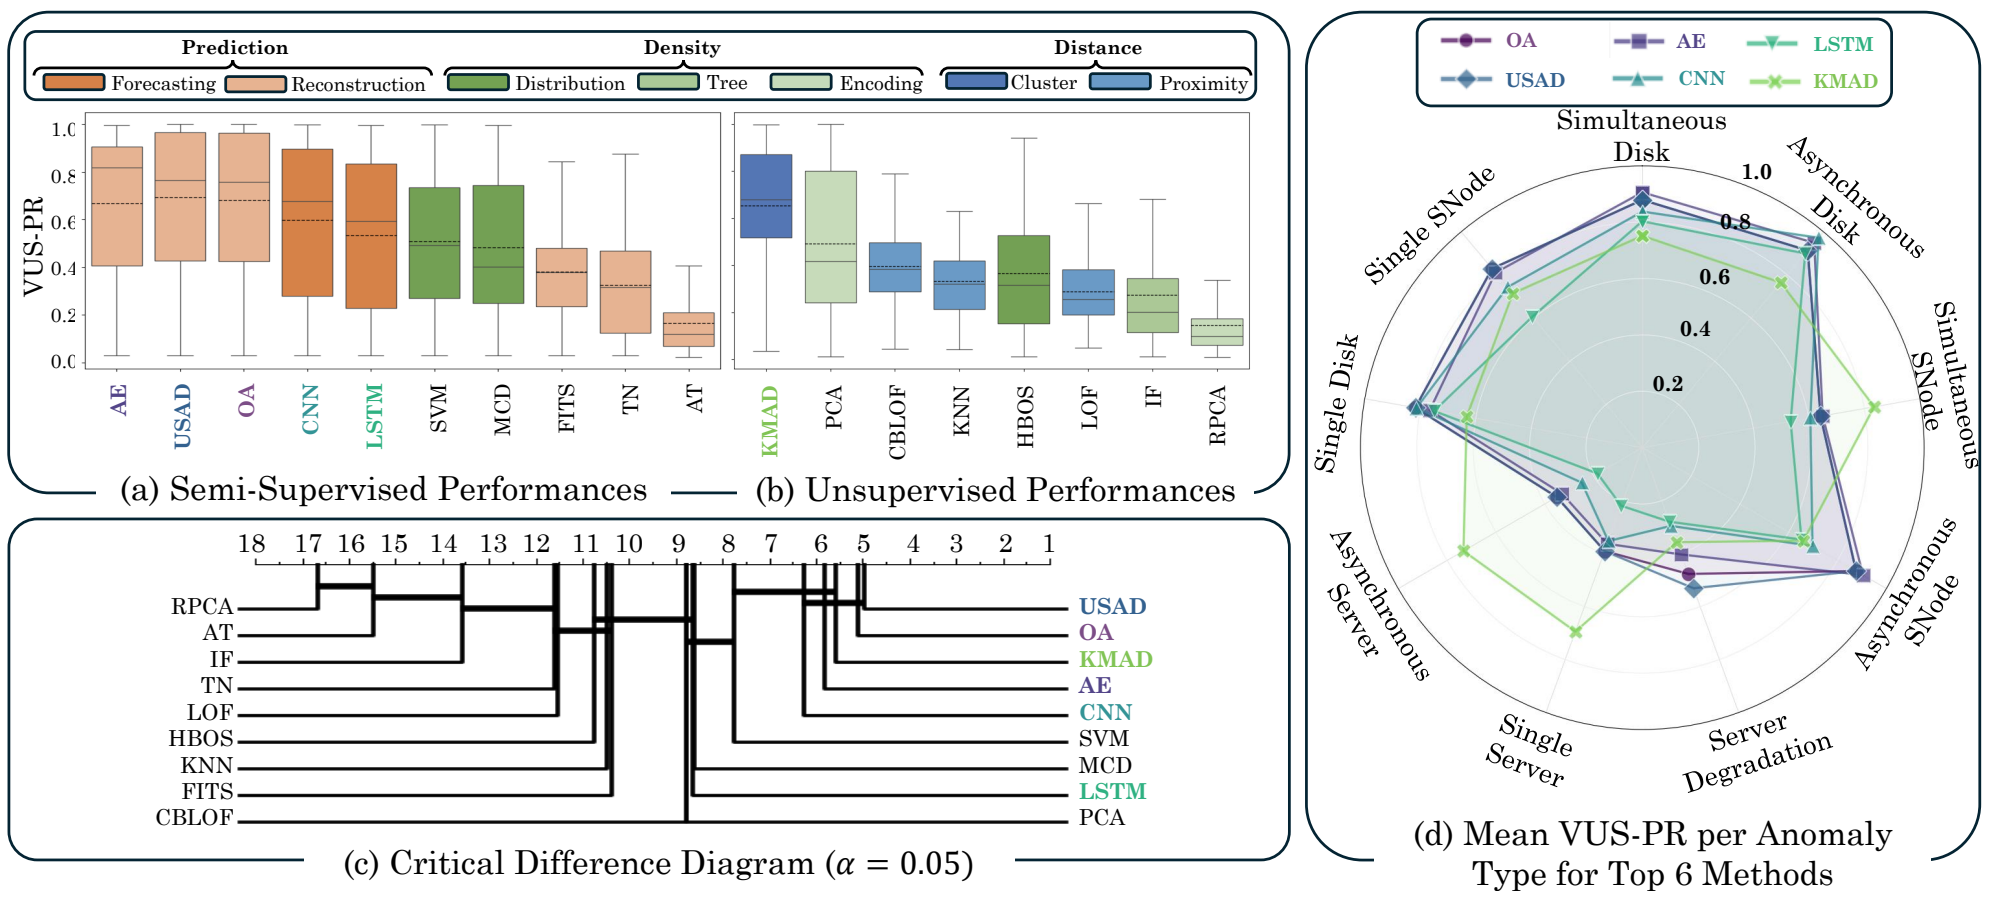 Prediction Density Distance
Forecasting Reconstruction Distribution Tree Encoding Cluster Proximity
VUS-PR
1.0
0.8
0.6
0.4
0.2
0.0
AE USAD OA CNN LSTM SVM MCD FITS TN AT
KMAD PCA CBLOF KNN HBOS LOF IF RPCA
(a) Semi-Supervised Performances
(b) Unsupervised Performances
18 17 16 15 14 13 12 11 10 9 8 7 6 5 4 3 2 1
RPCA
AT
IF
TN
LOF
HBOS
KNN
FITS
CBLOF
USAD
OA
KMAD
AE
CNN
SVM
MCD
LSTM
PCA
(c) Critical Difference Diagram (α = 0.05)
OA AE LSTM
USAD CNN KMAD
Simultaneous
Disk
Asynchronous
Disk
Simultaneous
SNode
Asynchronous
SNode
Server
Degradation
Single
Server
Asynchronous
Server
Single Disk
Single SNode
1.0
0.8
0.6
0.4
0.2
(d) Mean VUS-PR per Anomaly
Type for Top 6 Methods